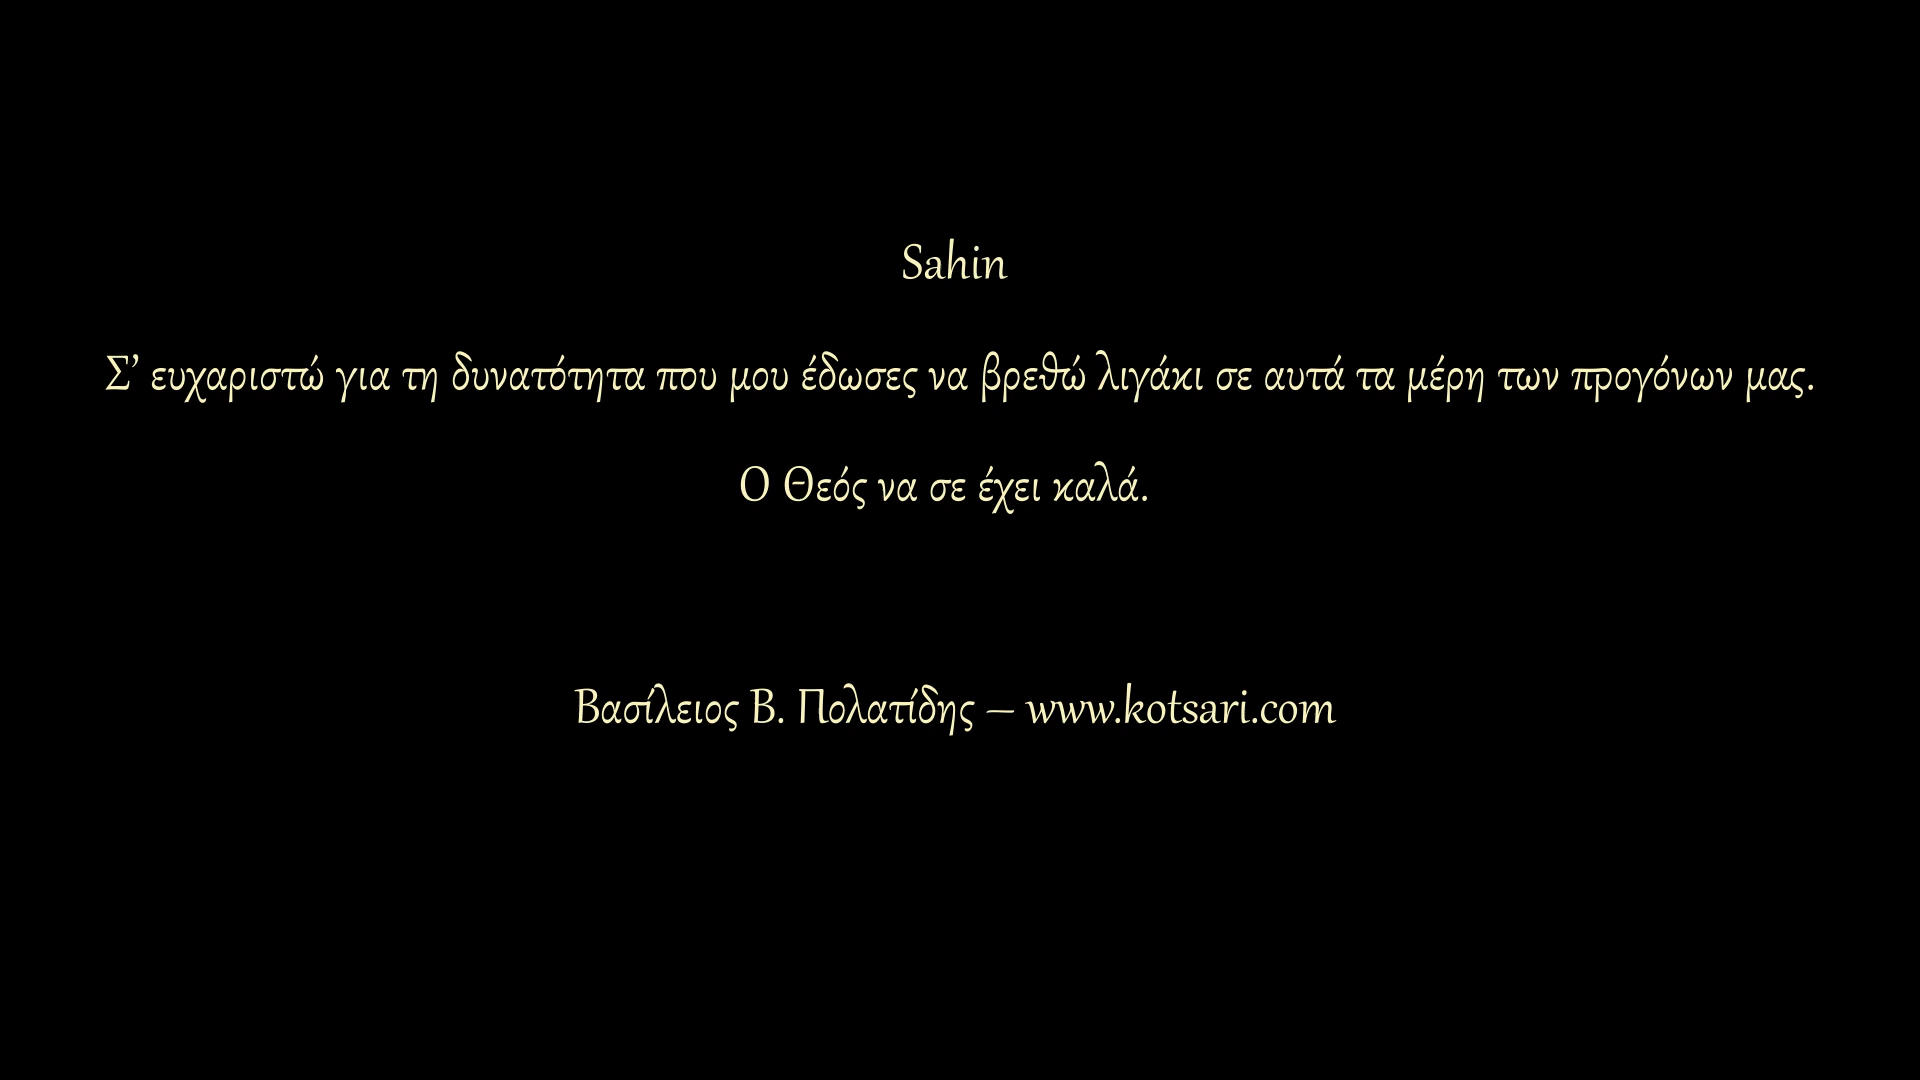 Sahin
Σ’ ευχαριστώ για τη δυνατότητα που μου έδωσες να βρεθώ λιγάκι σε αυτά τα μέρη των προγόνων μας.
Ο Θεός να σε έχει καλά.
Βασίλειος Β. Πολατίδης – www.kotsari.com